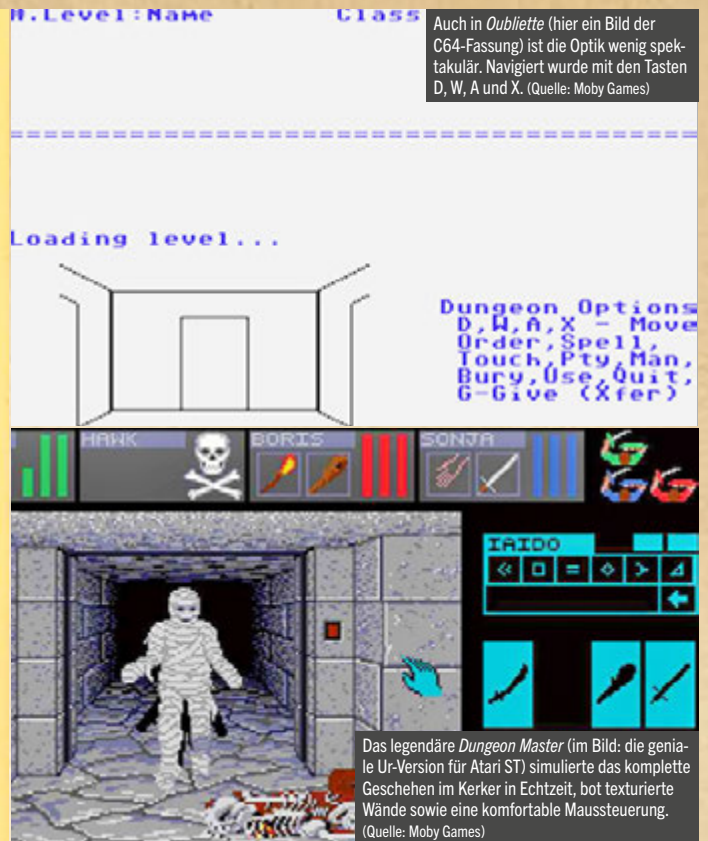 #.Level:Name Class
Auch in Oubliette (hier ein Bild der
C64-Fassung) ist die Optik wenig spek-
takulär. Navigiert wurde mit den Tasten
D, W, A und X. (Quelle: Moby Games)
Loading level...
Dungeon Options
D,W,A,X - Move
Order,Spell,
Touch,Pty,Man,
Bury,Use,Quit,
G-Give (Xfer)
HAWK BORIS SONJA
IAIDO
Das legendäre Dungeon Master (im Bild: die genia-
le Ur-Version für Atari ST) simulierte das komplette
Geschehen im Kerker in Echtzeit, bot texturierte
Wände sowie eine komfortable Maussteuerung.
(Quelle: Moby Games)